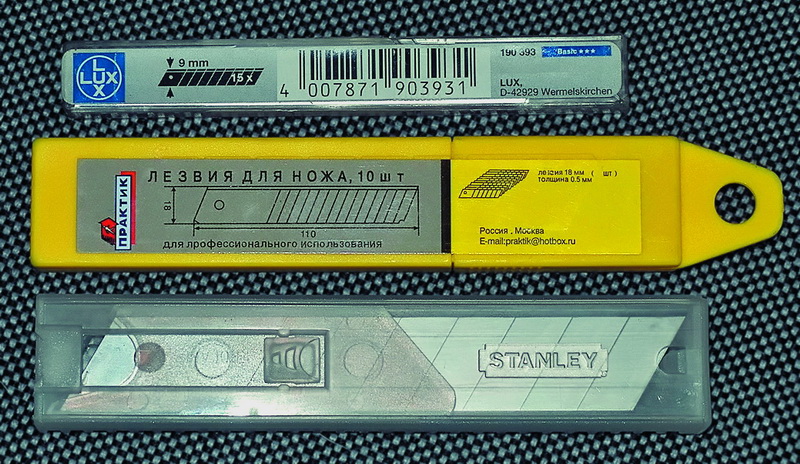 LUX
LUX
9 mm
15 x
4 007871 903931
190 393 Basic ★★★
LUX,
D-42929 Wermelskirchen
ПРАКТИК
ЛЕЗВИЯ ДЛЯ НОЖА, 10 шт
18
110
для профессионального использования
лезвия 18 мм ( шт)
толщина 0.5 мм
Россия , Москва
E-mail:praktik@hotbox.ru
STANLEY